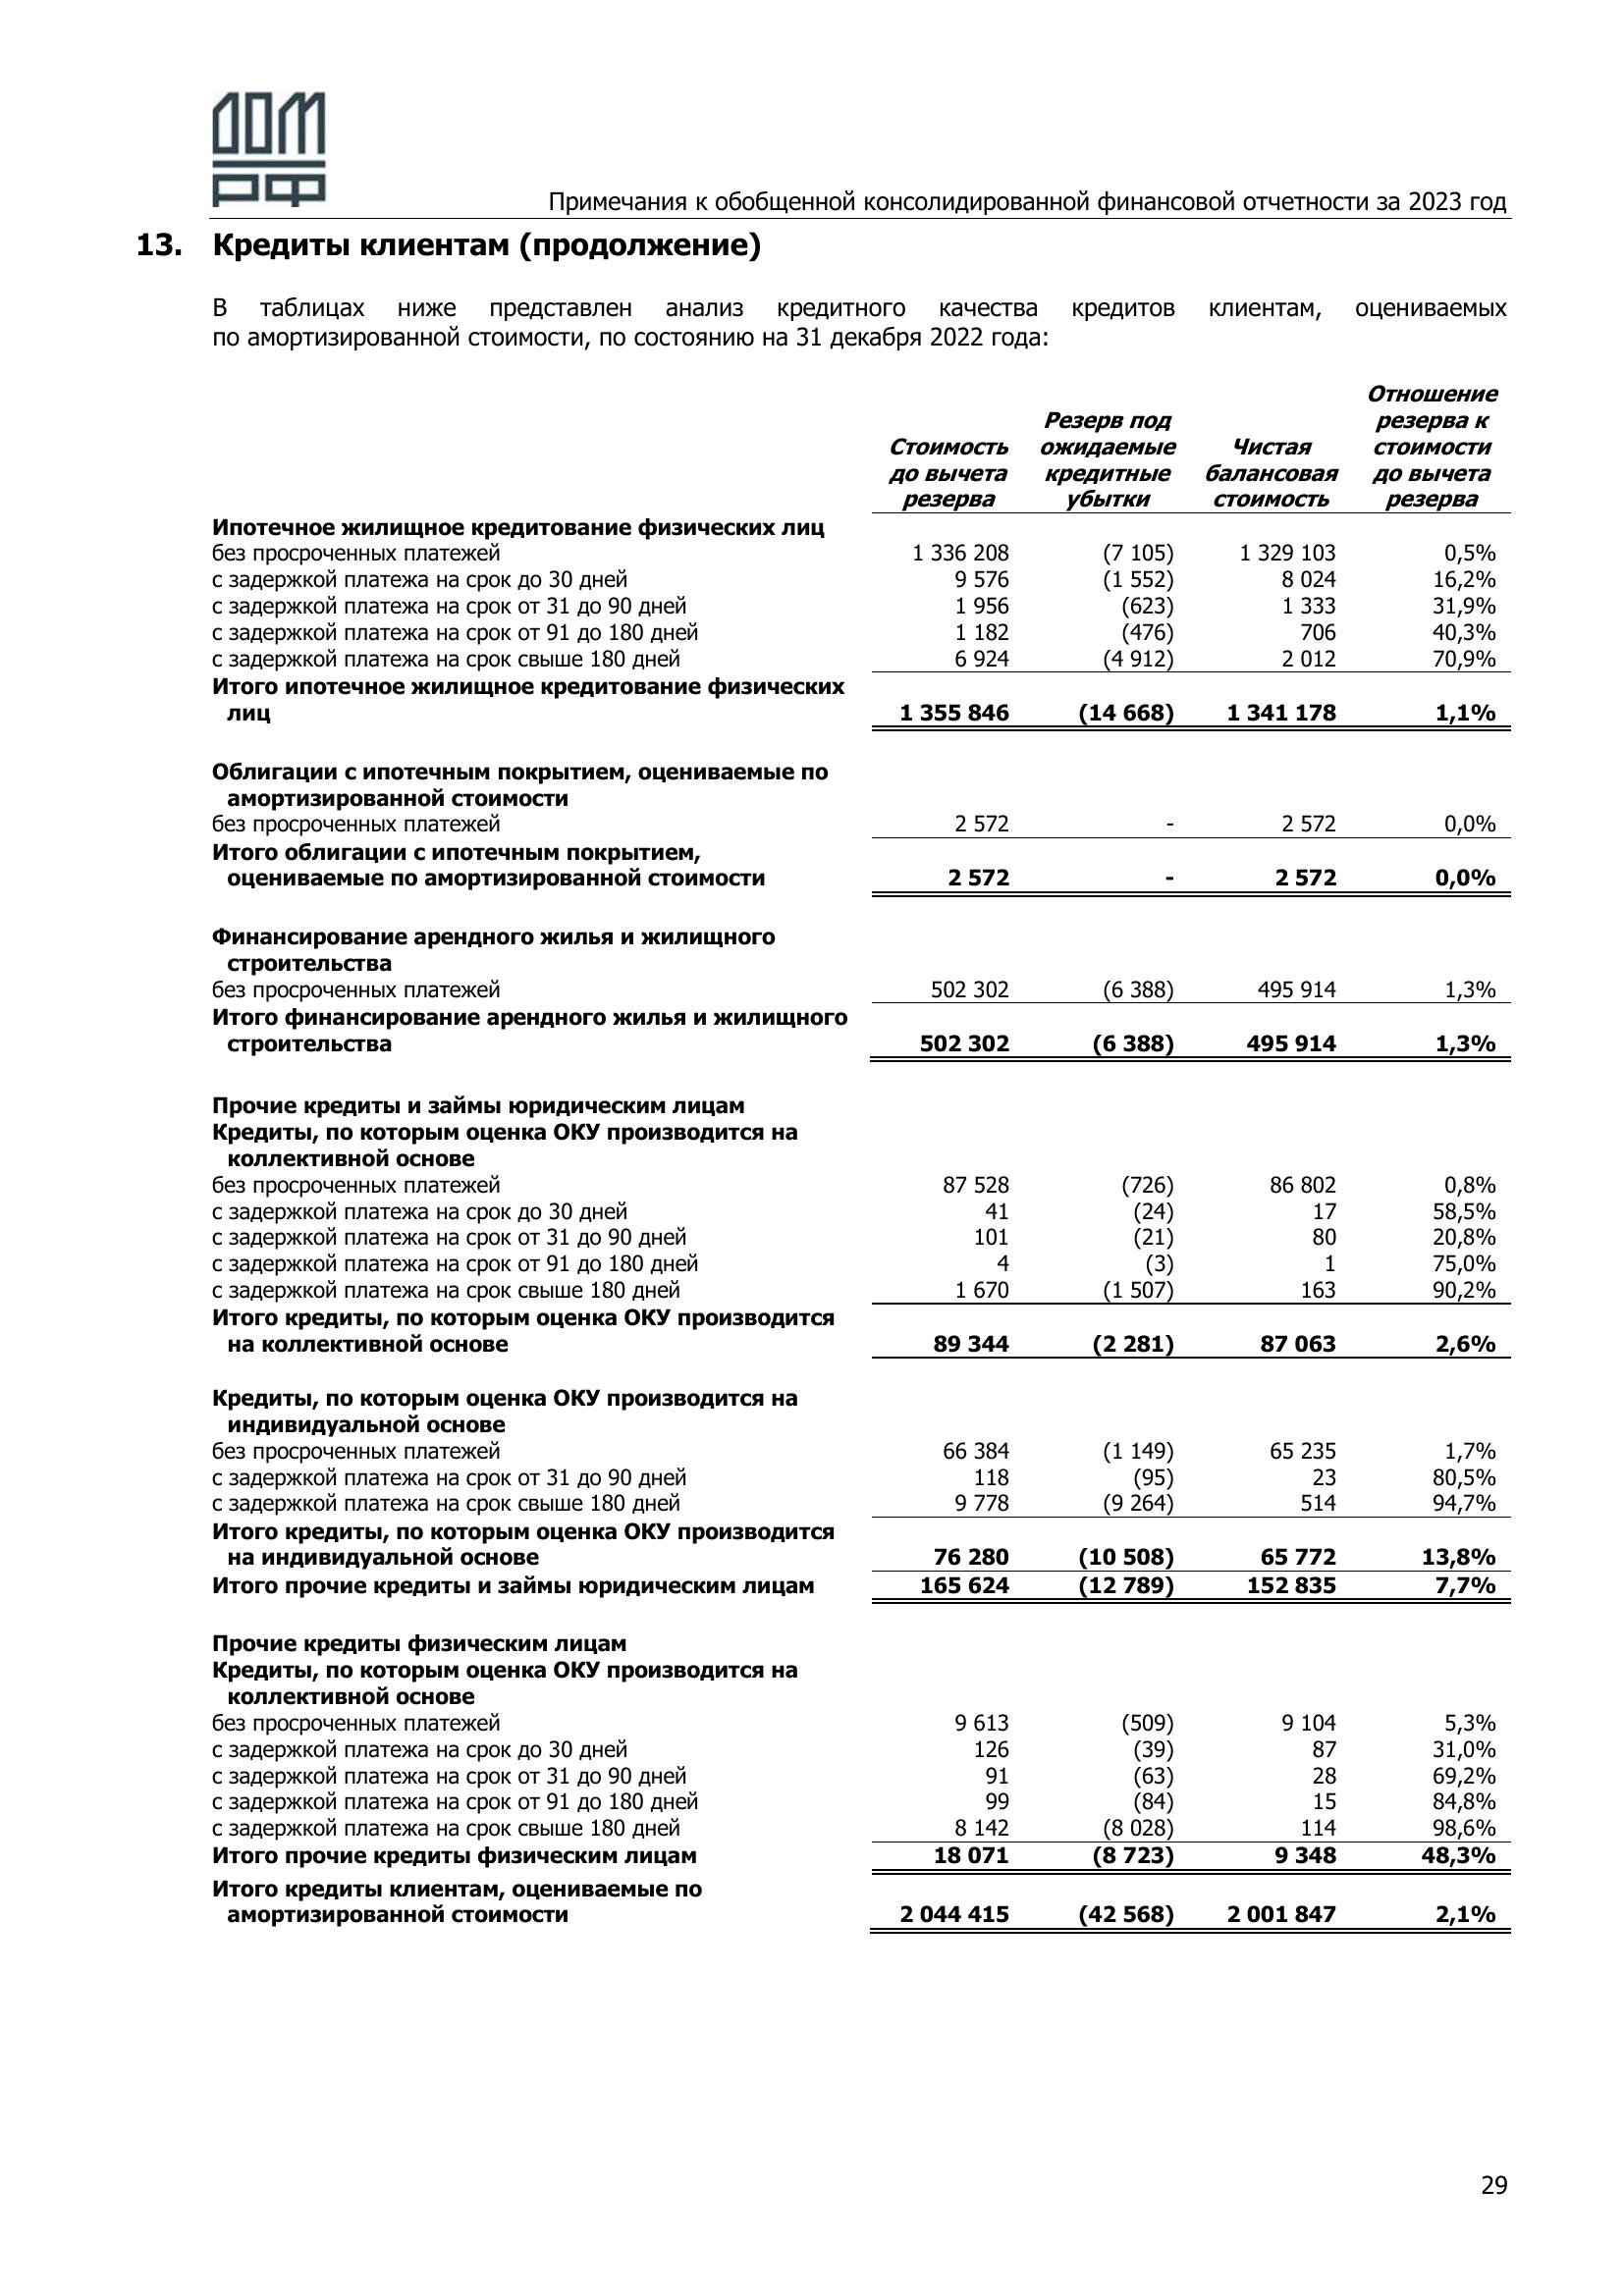 ДОМ
РФ
Примечания к обобщенной консолидированной финансовой отчетности за 2023 год
13. Кредиты клиентам (продолжение)
В таблицах ниже представлен анализ кредитного качества кредитов клиентам, оцениваемых
по амортизированной стоимости, по состоянию на 31 декабря 2022 года:
Отношение
Резерв под резерва к
Стоимость ожидаемые Чистая стоимости
до вычета кредитные балансовая до вычета
резерва убытки стоимость резерва
Ипотечное жилищное кредитование физических лиц
без просроченных платежей 1 336 208 (7 105) 1 329 103 0,5%
с задержкой платежа на срок до 30 дней 9 576 (1 552) 8 024 16,2%
с задержкой платежа на срок от 31 до 90 дней 1 956 (623) 1 333 31,9%
с задержкой платежа на срок от 91 до 180 дней 1 182 (476) 706 40,3%
с задержкой платежа на срок свыше 180 дней 6 924 (4 912) 2 012 70,9%
Итого ипотечное жилищное кредитование физических
лиц 1 355 846 (14 668) 1 341 178 1,1%
Облигации с ипотечным покрытием, оцениваемые по
амортизированной стоимости
без просроченных платежей 2 572 - 2 572 0,0%
Итого облигации с ипотечным покрытием,
оцениваемые по амортизированной стоимости 2 572 - 2 572 0,0%
Финансирование арендного жилья и жилищного
строительства
без просроченных платежей 502 302 (6 388) 495 914 1,3%
Итого финансирование арендного жилья и жилищного
строительства 502 302 (6 388) 495 914 1,3%
Прочие кредиты и займы юридическим лицам
Кредиты, по которым оценка ОКУ производится на
коллективной основе
без просроченных платежей 87 528 (726) 86 802 0,8%
с задержкой платежа на срок до 30 дней 41 (24) 17 58,5%
с задержкой платежа на срок от 31 до 90 дней 101 (21) 80 20,8%
с задержкой платежа на срок от 91 до 180 дней 4 (3) 1 75,0%
с задержкой платежа на срок свыше 180 дней 1 670 (1 507) 163 90,2%
Итого кредиты, по которым оценка ОКУ производится
на коллективной основе 89 344 (2 281) 87 063 2,6%
Кредиты, по которым оценка ОКУ производится на
индивидуальной основе
без просроченных платежей 66 384 (1 149) 65 235 1,7%
с задержкой платежа на срок от 31 до 90 дней 118 (95) 23 80,5%
с задержкой платежа на срок свыше 180 дней 9 778 (9 264) 514 94,7%
Итого кредиты, по которым оценка ОКУ производится
на индивидуальной основе 76 280 (10 508) 65 772 13,8%
Итого прочие кредиты и займы юридическим лицам 165 624 (12 789) 152 835 7,7%
Прочие кредиты физическим лицам
Кредиты, по которым оценка ОКУ производится на
коллективной основе
без просроченных платежей 9 613 (509) 9 104 5,3%
с задержкой платежа на срок до 30 дней 126 (39) 87 31,0%
с задержкой платежа на срок от 31 до 90 дней 91 (63) 28 69,2%
с задержкой платежа на срок от 91 до 180 дней 99 (84) 15 84,8%
с задержкой платежа на срок свыше 180 дней 8 142 (8 028) 114 98,6%
Итого прочие кредиты физическим лицам 18 071 (8 723) 9 348 48,3%
Итого кредиты клиентам, оцениваемые по
амортизированной стоимости 2 044 415 (42 568) 2 001 847 2,1%
29